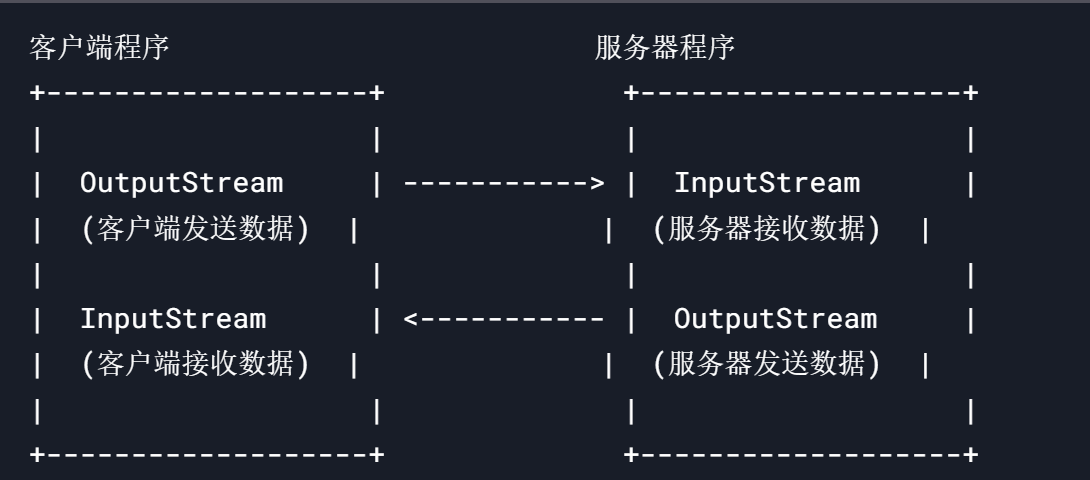 客户端程序                              服务器程序
+-------------------+              +-------------------+
|                   |              |                   |
|  OutputStream     | -----------> |  InputStream      |
|  (客户端发送数据)  |              |  (服务器接收数据)  |
|                   |              |                   |
|  InputStream      | <----------- |  OutputStream     |
|  (客户端接收数据)  |              |  (服务器发送数据)  |
|                   |              |                   |
+-------------------+              +-------------------+